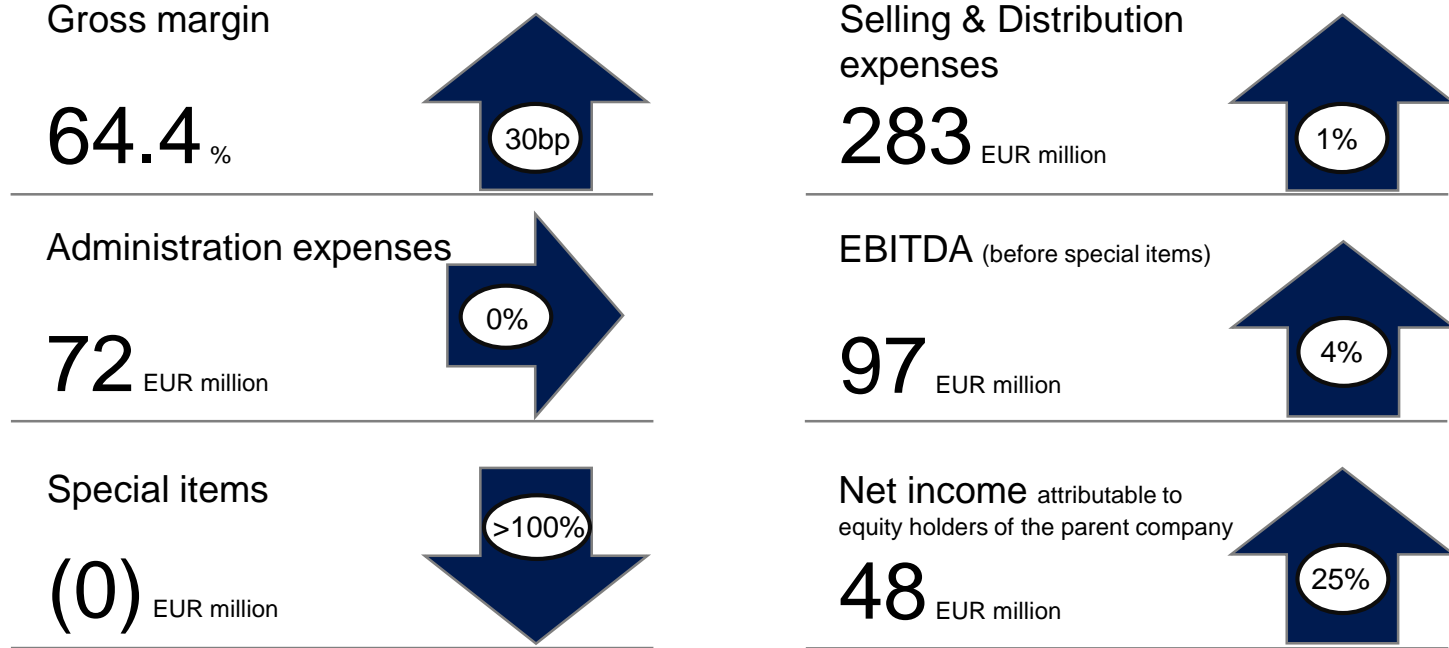 Gross margin
64.4 %
30bp
Selling & Distribution
expenses
283 EUR million
1%
Administration expenses
72 EUR million
0%
EBITDA (before special items)
97 EUR million
4%
Special items
(0) EUR million
>100%
Net income attributable to
equity holders of the parent company
48 EUR million
25%